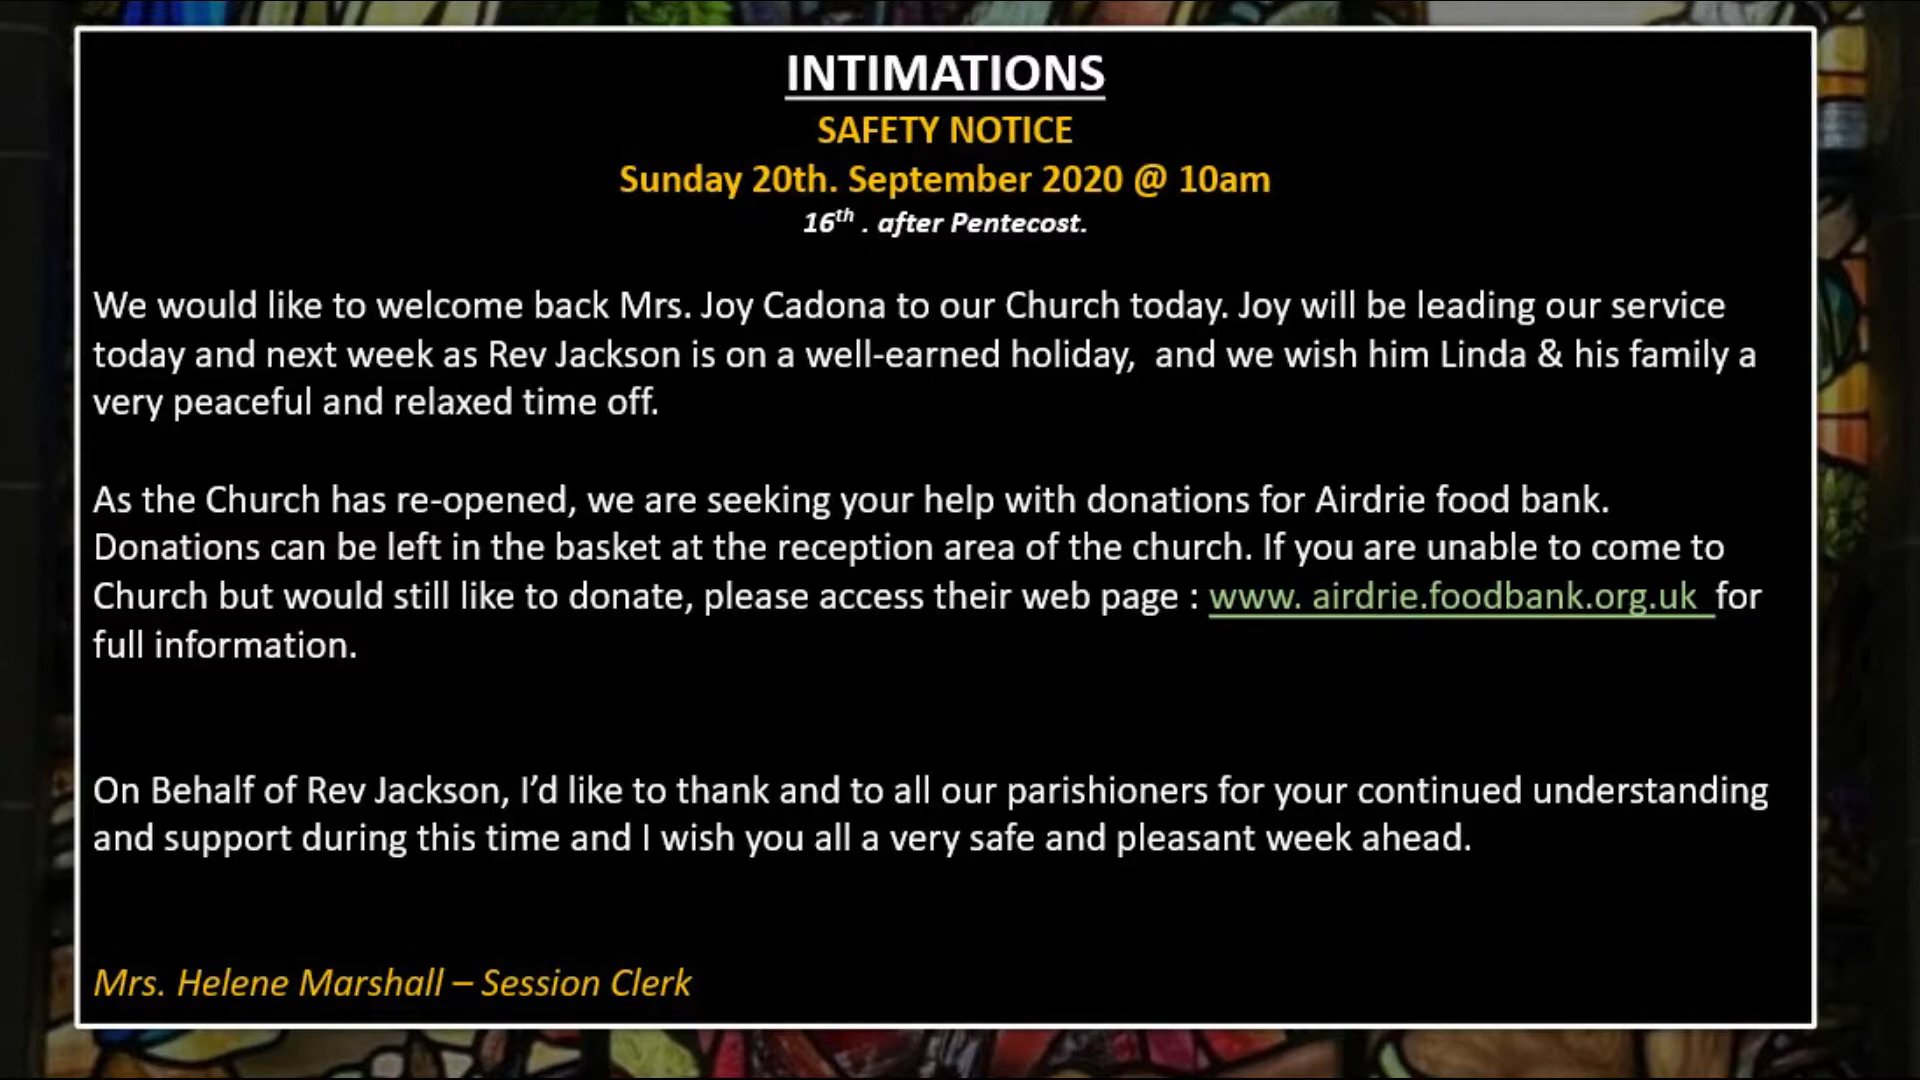 INTIMATIONS
SAFETY NOTICE
Sunday 20th. September 2020 @ 10am
16th . after Pentecost.
We would like to welcome back Mrs. Joy Cadona to our Church today. Joy will be leading our service
today and next week as Rev Jackson is on a well-earned holiday,  and we wish him Linda & his family a
very peaceful and relaxed time off.
As the Church has re-opened, we are seeking your help with donations for Airdrie food bank.
Donations can be left in the basket at the reception area of the church. If you are unable to come to
Church but would still like to donate, please access their web page : www. airdrie.foodbank.org.uk  for
full information.
On Behalf of Rev Jackson, I’d like to thank and to all our parishioners for your continued understanding
and support during this time and I wish you all a very safe and pleasant week ahead.
Mrs. Helene Marshall – Session Clerk